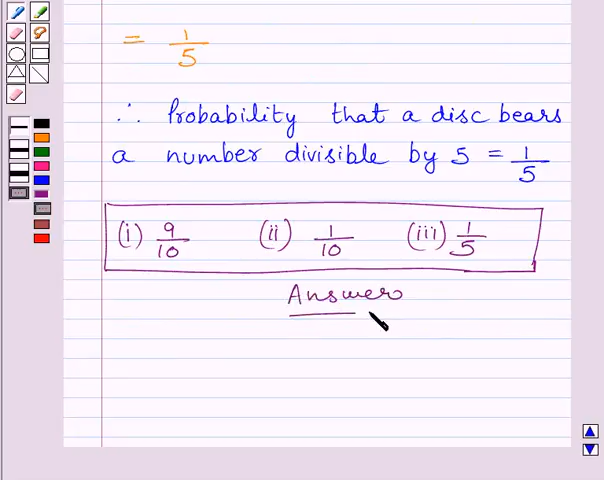 = 1/5
∴ Probability that a disc bears
a number divisible by 5 = 1/5
(i) 9/10 (ii) 1/10 (iii) 1/5
Answer